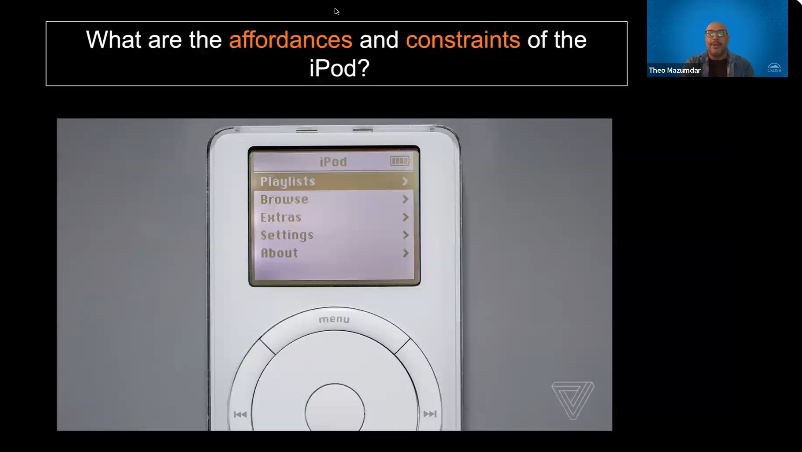 What are the affordances and constraints of the
iPod?
Theo Mazumdar
iPod
Playlists >
Browse >
Extras >
Settings >
About >
menu